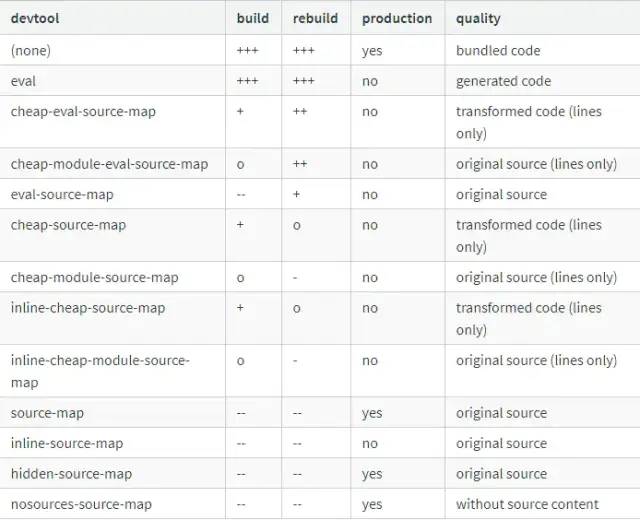 devtool build rebuild production quality
(none) +++ +++ yes bundled code
eval +++ +++ no generated code
cheap-eval-source-map + ++ no transformed code (lines
only)
cheap-module-eval-source-map o ++ no original source (lines only)
eval-source-map -- + no original source
cheap-source-map + o no transformed code (lines
only)
cheap-module-source-map o - no original source (lines only)
inline-cheap-source-map + o no transformed code (lines
only)
inline-cheap-module-source- o - no original source (lines only)
map
source-map -- -- yes original source
inline-source-map -- -- no original source
hidden-source-map -- -- yes original source
nosources-source-map -- -- yes without source content